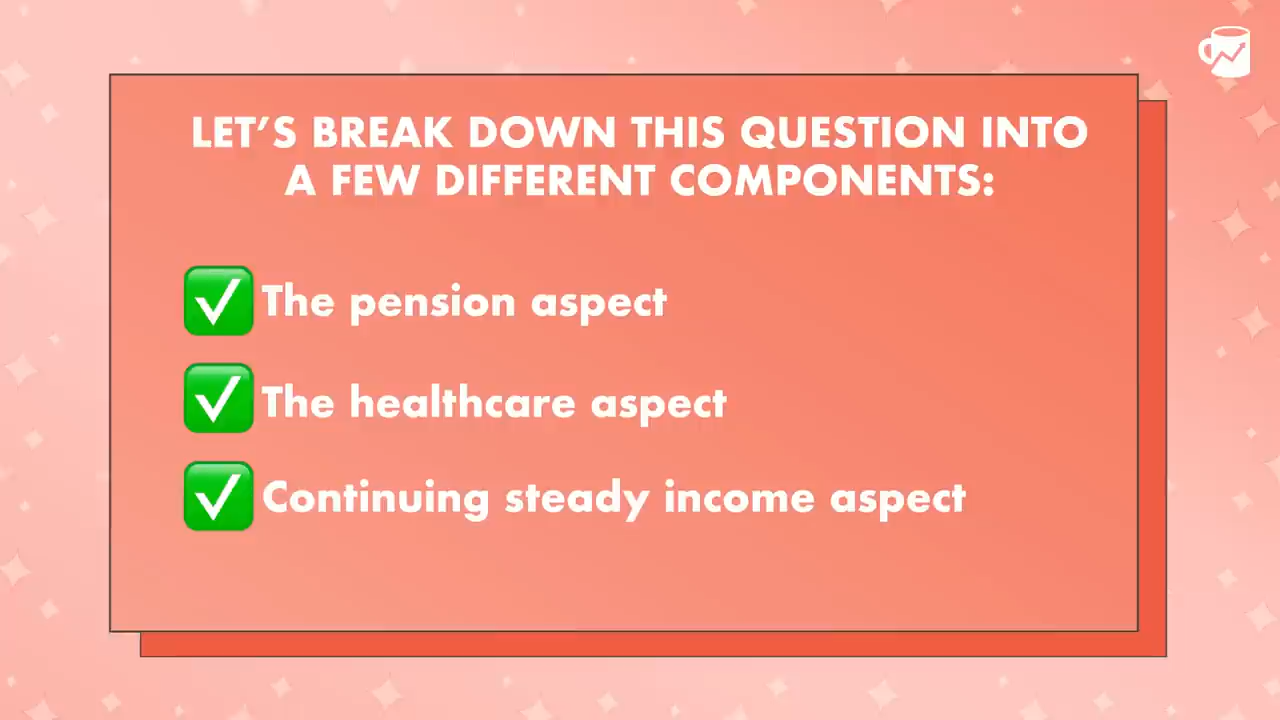 LET’S BREAK DOWN THIS QUESTION INTO
A FEW DIFFERENT COMPONENTS:
✅ The pension aspect
✅ The healthcare aspect
✅ Continuing steady income aspect